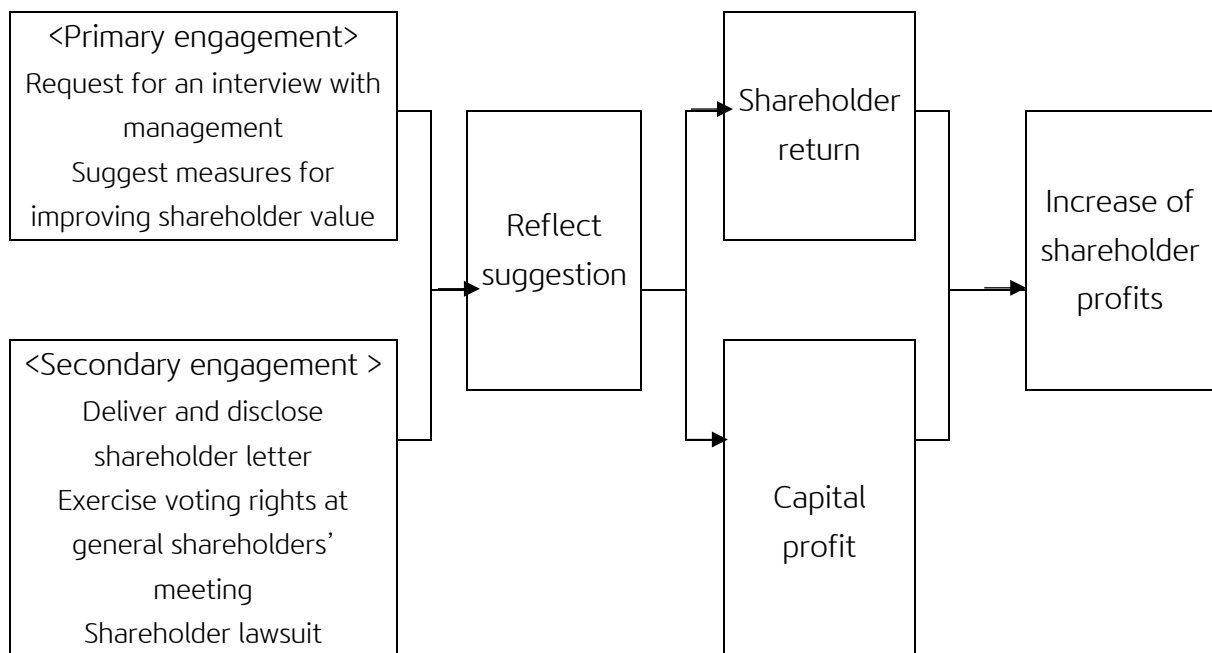 <Primary engagement>
Request for an interview with
management
Suggest measures for
improving shareholder value
<Secondary engagement >
Deliver and disclose
shareholder letter
Exercise voting rights at
general shareholders’
meeting
Shareholder lawsuit
Reflect
suggestion
Shareholder
return
Capital
profit
Increase of
shareholder
profits